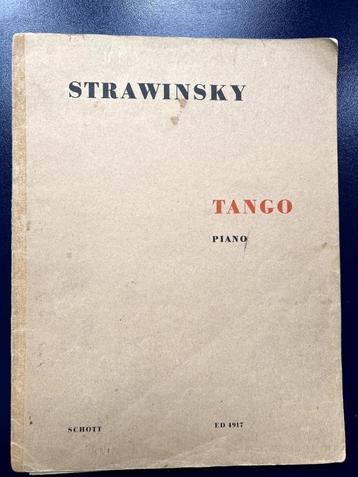 STRAWINSKY
TANGO
PIANO
SCHOTT ED 4917